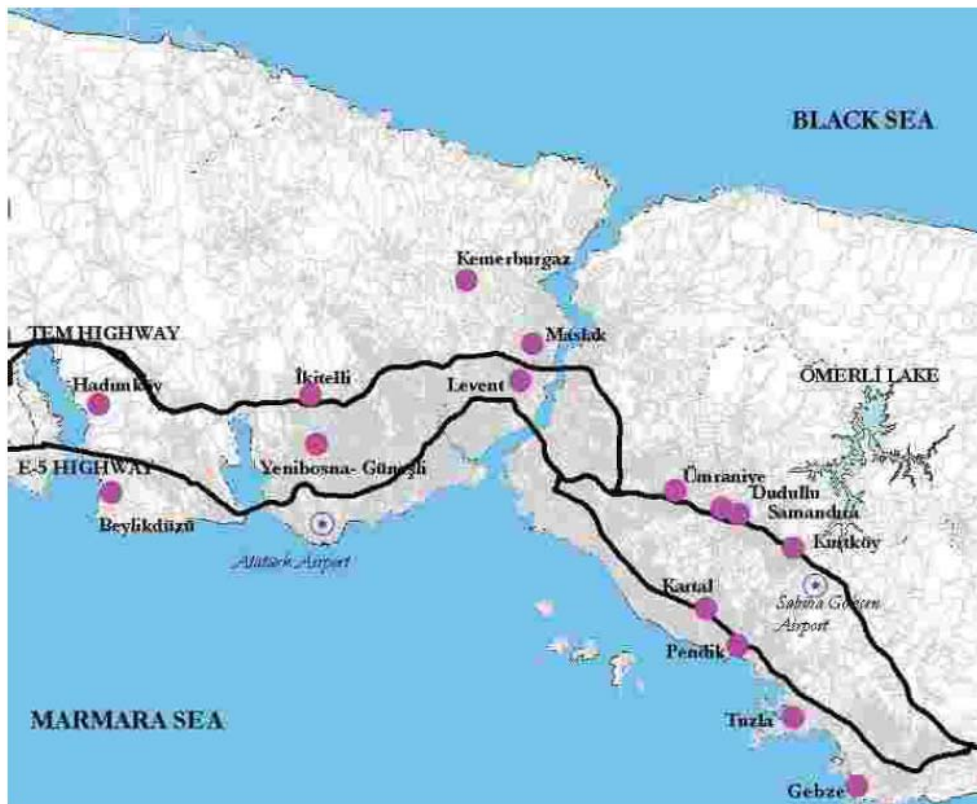 BLACK SEA
Kemerburgaz
TEM HIGHWAY
Maslak
Hadımköy
İkitelli
Levent
ÖMERLİ LAKE
E-5 HIGHWAY
Yenibosna- Güneşli
Ümraniye
Dudullu
Samandıra
Beylikdüzü
Kurtköy
Atatürk Airport
Kartal
Sabiha Gökçen
Airport
Pendik
MARMARA SEA
Tuzla
Gebze